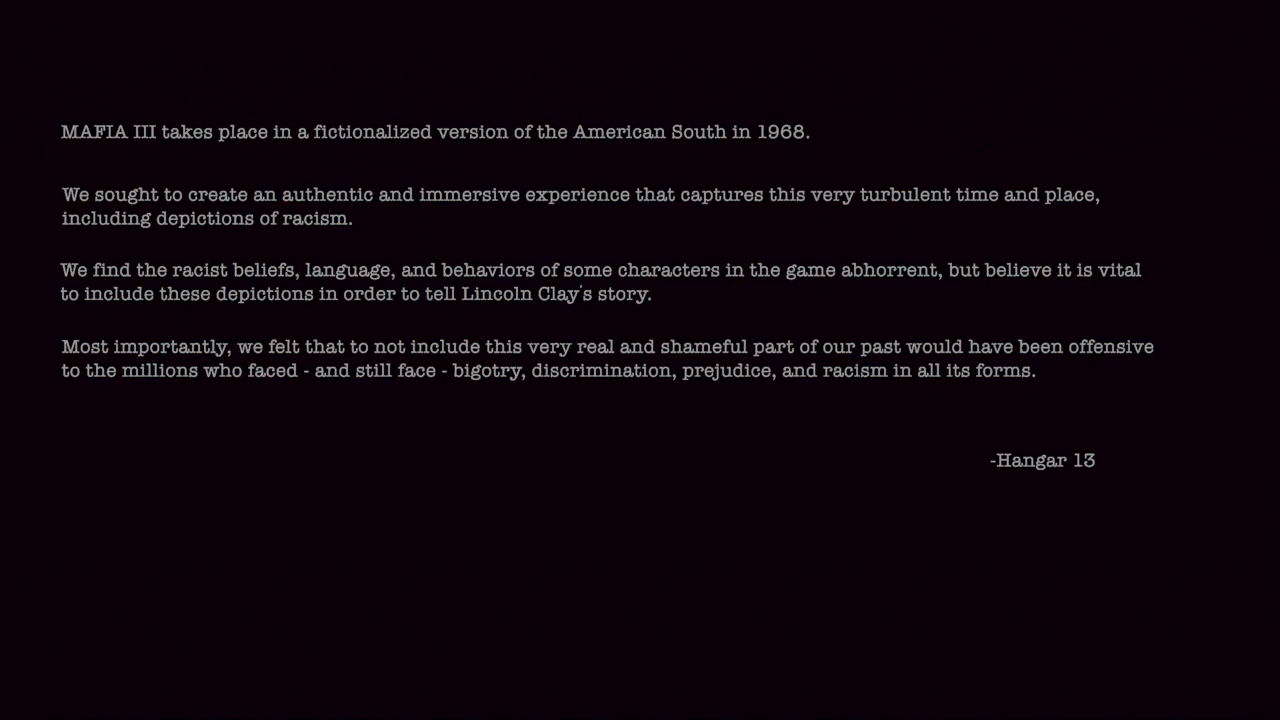 MAFIA III takes place in a fictionalized version of the American South in 1968.
We sought to create an authentic and immersive experience that captures this very turbulent time and place,
including depictions of racism.
We find the racist beliefs, language, and behaviors of some characters in the game abhorrent, but believe it is vital
to include these depictions in order to tell Lincoln Clay's story.
Most importantly, we felt that to not include this very real and shameful part of our past would have been offensive
to the millions who faced - and still face - bigotry, discrimination, prejudice, and racism in all its forms.
-Hangar 13